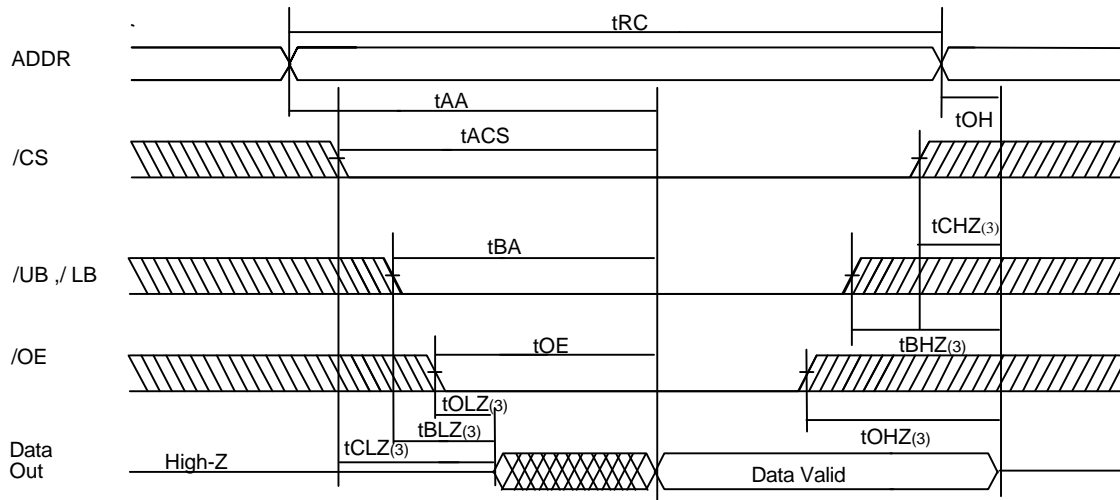 tRC
ADDR
tAA
tOH
tACS
/CS
tCHZ(3)
tBA
/UB ,/ LB
tBHZ(3)
tOE
/OE
tOLZ(3)
tBLZ(3)
tOHZ(3)
tCLZ(3)
Data
Out
High-Z
Data Valid